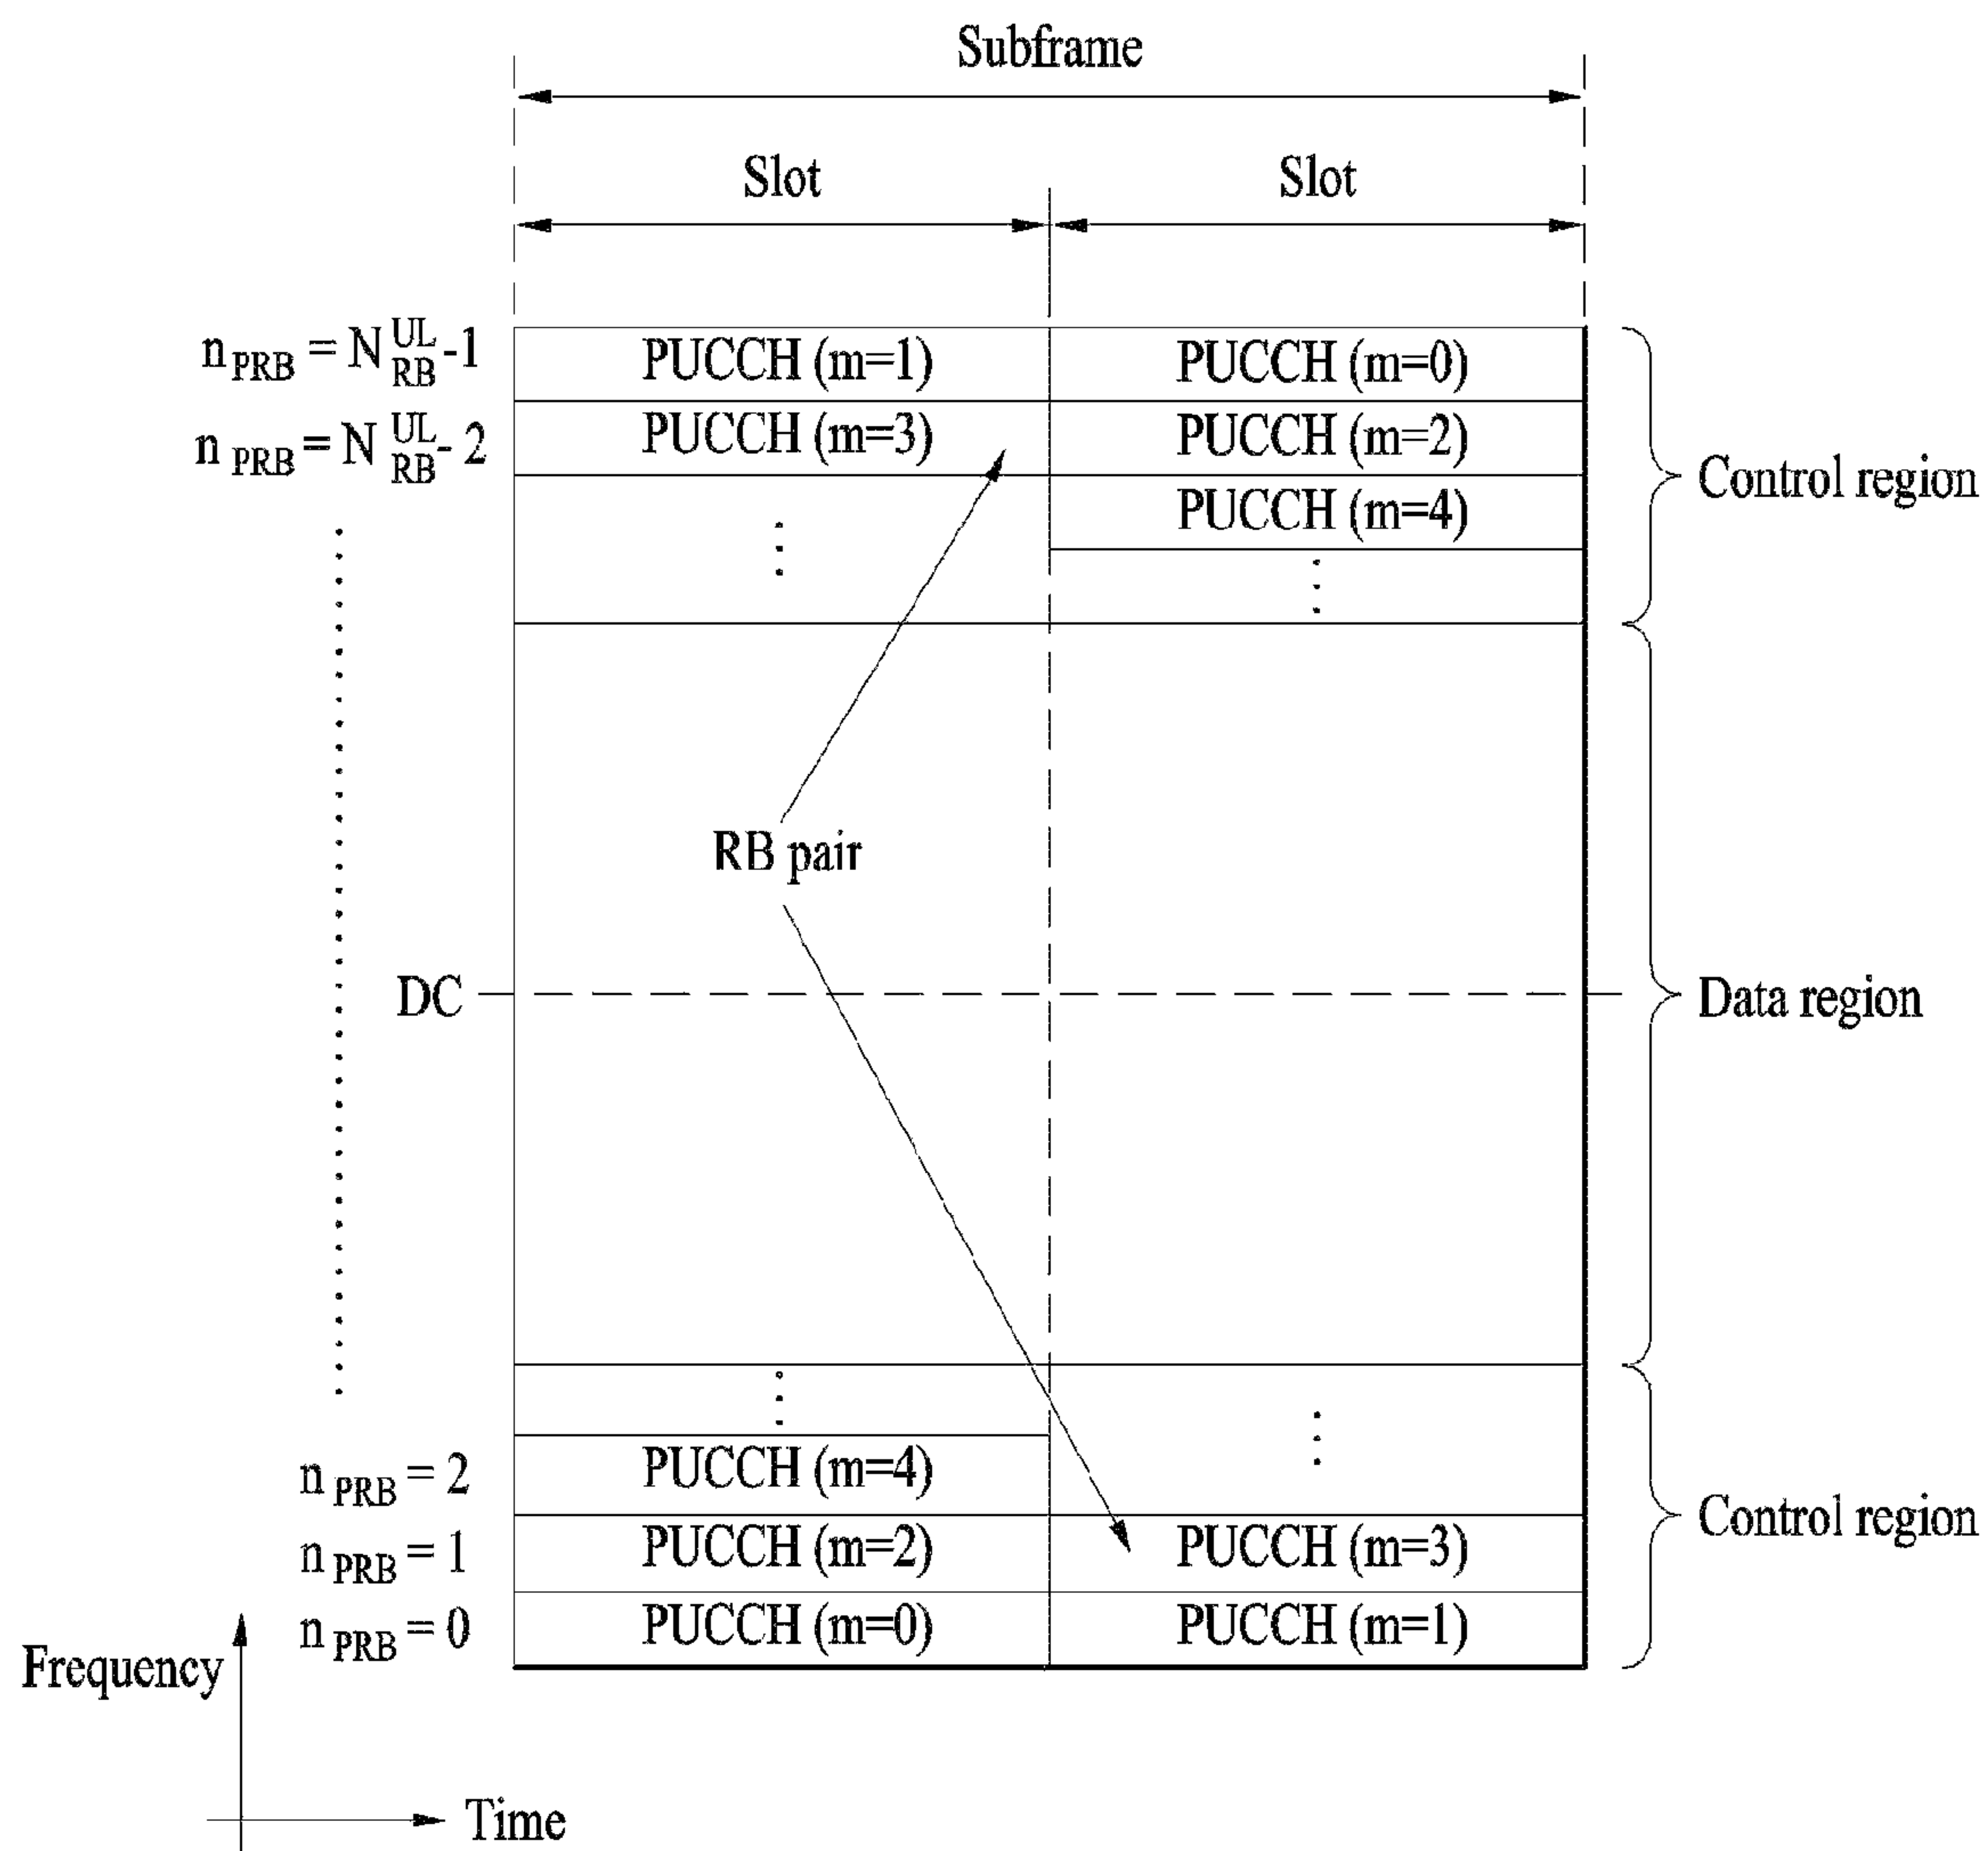 Subframe
Slot Slot
n PRB = N UL RB -1 PUCCH (m=1) PUCCH (m=0)
n PRB = N UL RB - 2 PUCCH (m=3) PUCCH (m=2)
Control region
PUCCH (m=4)
RB pair
DC Data region
n PRB = 2 PUCCH (m=4)
Control region
n PRB = 1 PUCCH (m=2) PUCCH (m=3)
n PRB = 0 PUCCH (m=0) PUCCH (m=1)
Frequency
Time